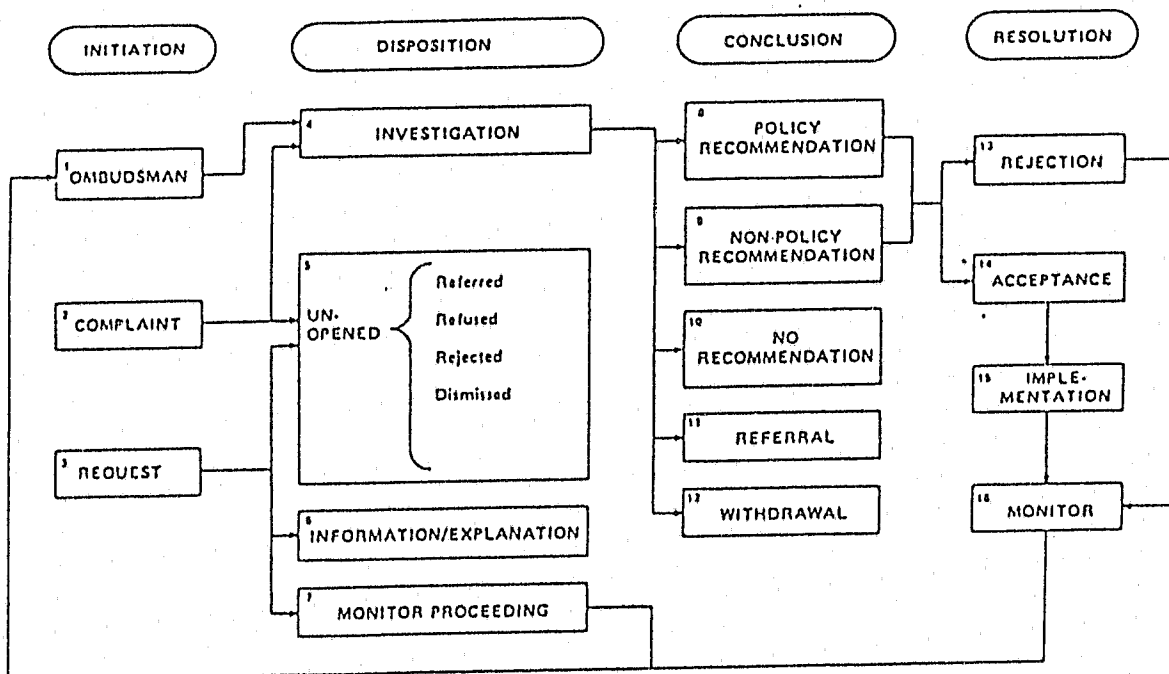 INITIATION
DISPOSITION
CONCLUSION
RESOLUTION
1 OMBUDSMAN
2 COMPLAINT
3 REQUEST
4 INVESTIGATION
5
UN-
OPENED
Referred
Refused
Rejected
Dismissed
6 INFORMATION/EXPLANATION
7 MONITOR PROCEEDING
8
POLICY
RECOMMENDATION
9
NON-POLICY
RECOMMENDATION
10
NO
RECOMMENDATION
11 REFERRAL
12 WITHDRAWAL
13 REJECTION
14
ACCEPTANCE
15 IMPLE-
MENTATION
16 MONITOR